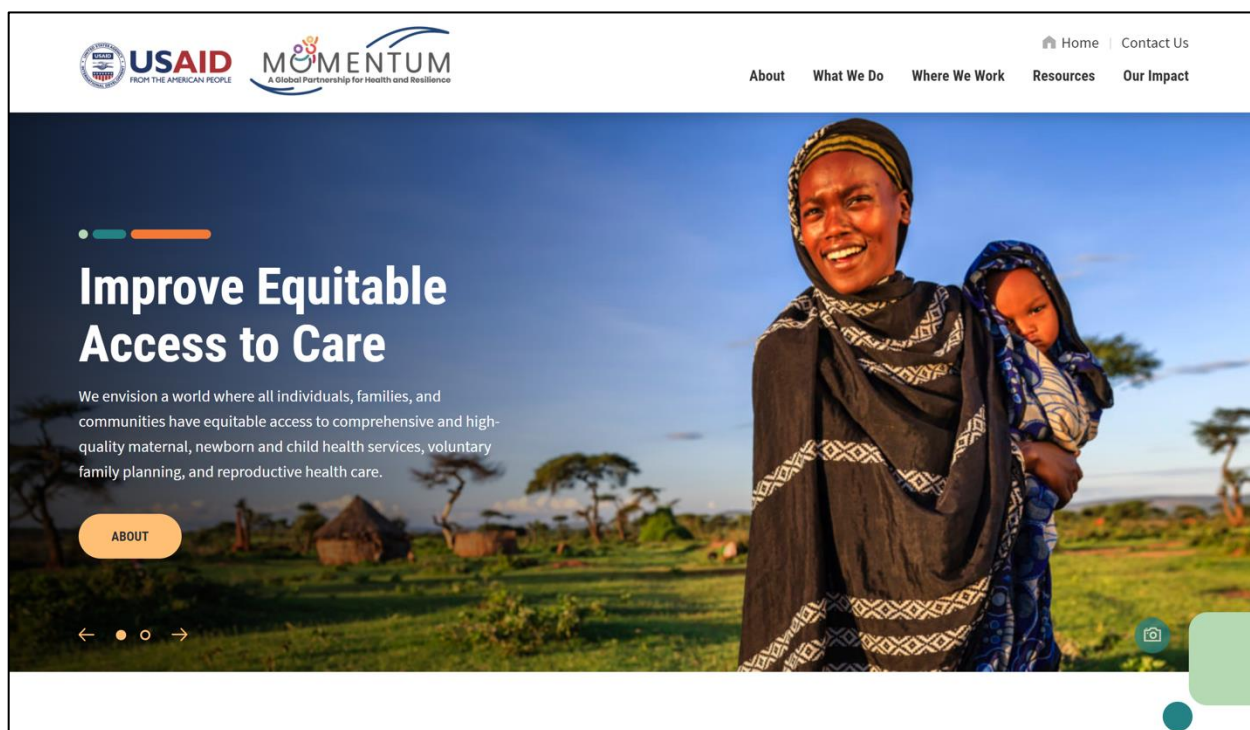 USAID
FROM THE AMERICAN PEOPLE
MOMENTUM
A Global Partnership for Health and Resilience
Home | Contact Us
About What We Do Where We Work Resources Our Impact
Improve Equitable
Access to Care
We envision a world where all individuals, families, and
communities have equitable access to comprehensive and high-
quality maternal, newborn and child health services, voluntary
family planning, and reproductive health care.
ABOUT